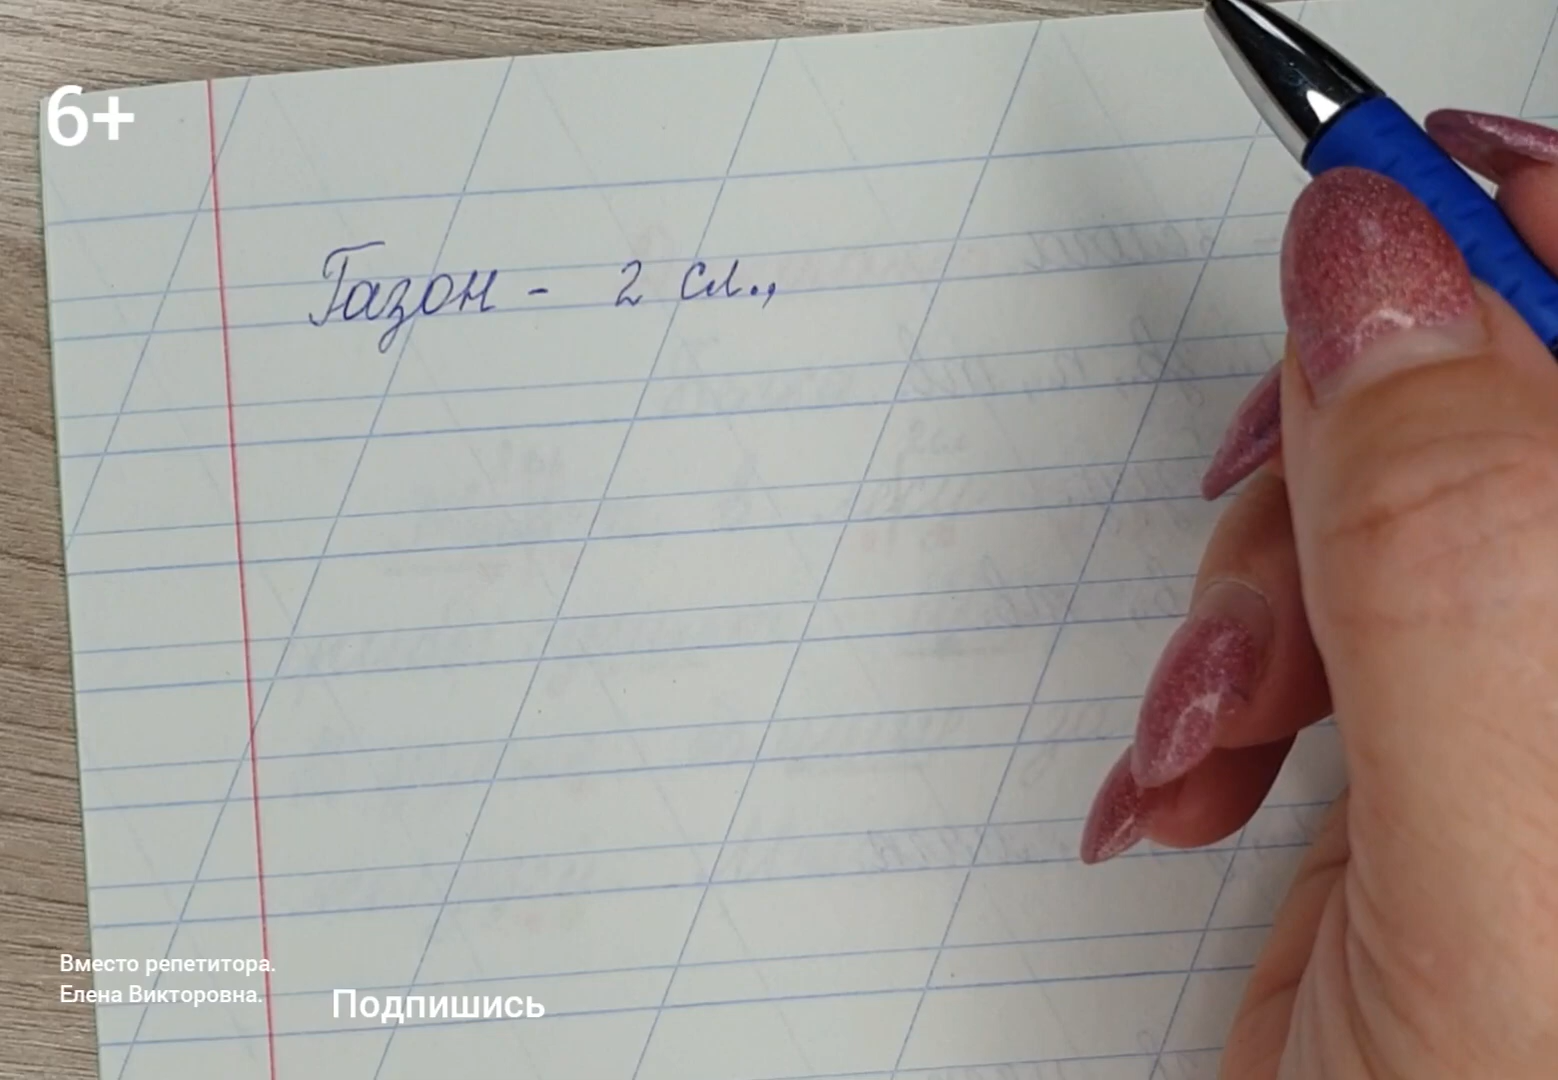 6+
Газон - 2 сл.,
Вместо репетитора.
Елена Викторовна.
Подпишись